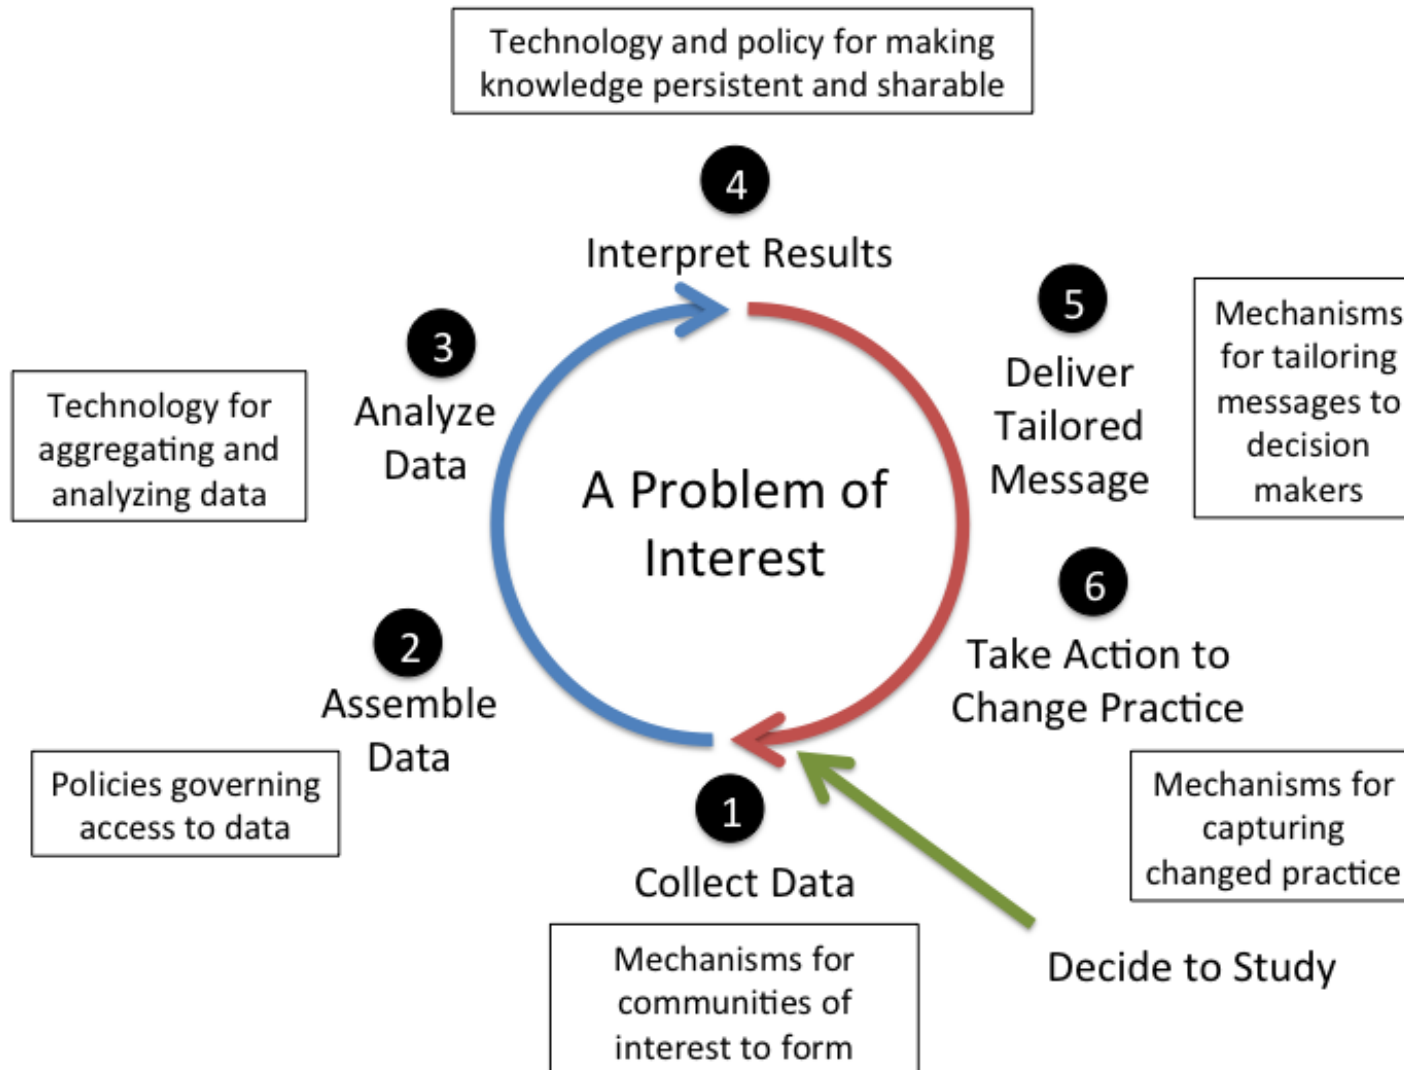 Technology and policy for making
knowledge persistent and sharable
4
Interpret Results
5
Deliver
Tailored
Message
Mechanisms
for tailoring
messages to
decision
makers
3
Analyze
Data
Technology for
aggregating and
analyzing data
A Problem of
Interest
6
Take Action to
Change Practice
2
Assemble
Data
Policies governing
access to data
Mechanisms for
capturing
changed practice
1
Collect Data
Mechanisms for
communities of
interest to form
Decide to Study